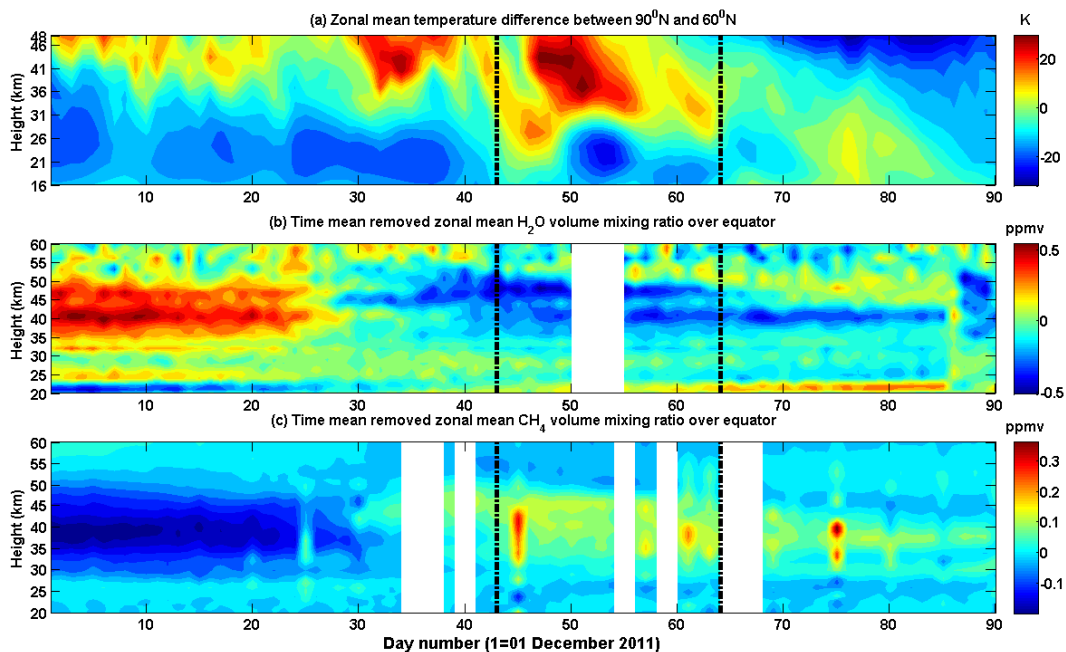 (a) Zonal mean temperature difference between 90⁰N and 60⁰N
K
48
46
41
36
31
26
21
16
Height (km)
10 20 30 40 50 60 70 80 90
20
0
-20
(b) Time mean removed zonal mean H₂O volume mixing ratio over equator
ppmv
60
55
50
45
40
35
30
25
20
Height (km)
10 20 30 40 50 60 70 80 90
0.5
0
-0.5
(c) Time mean removed zonal mean CH₄ volume mixing ratio over equator
ppmv
60
55
50
45
40
35
30
25
20
Height (km)
10 20 30 40 50 60 70 80 90
0.3
0.2
0.1
0
-0.1
Day number (1=01 December 2011)